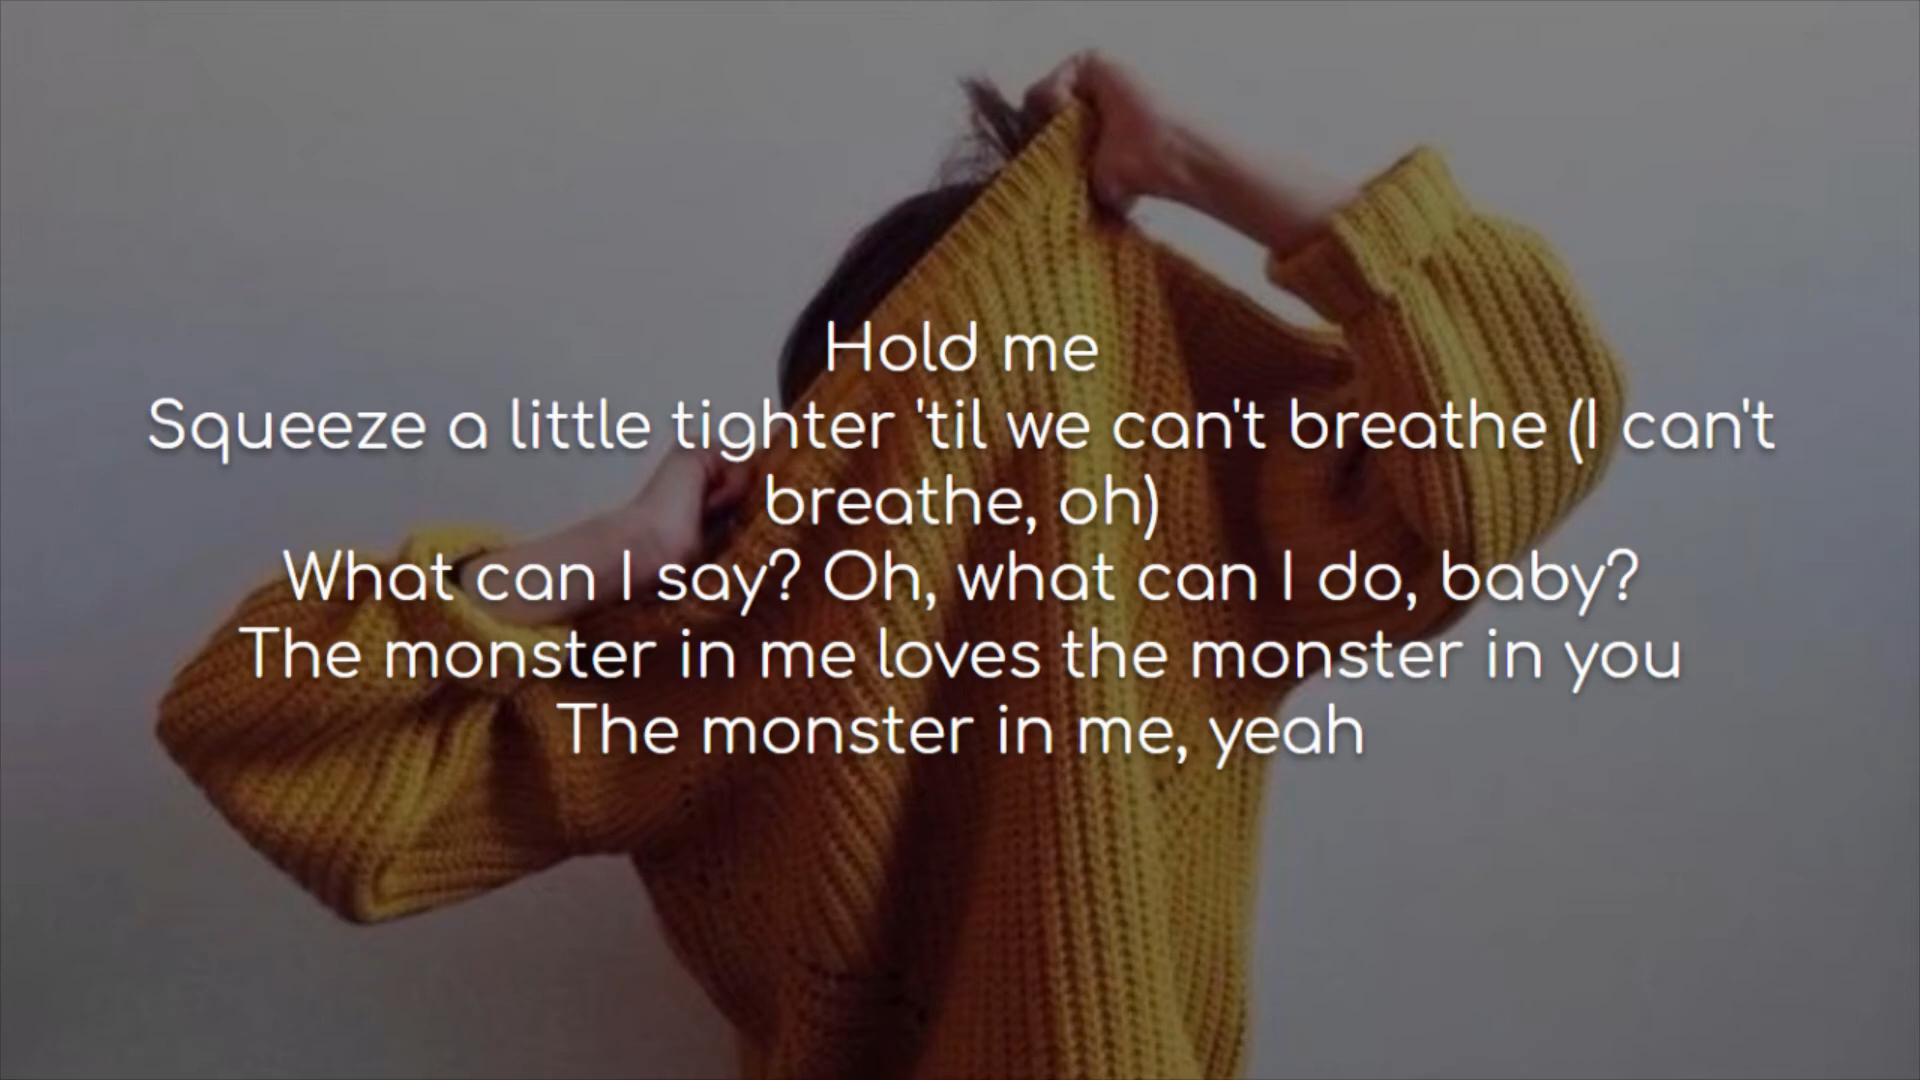 Hold me
Squeeze a little tighter 'til we can't breathe (I can't
breathe, oh)
What can I say? Oh, what can I do, baby?
The monster in me loves the monster in you
The monster in me, yeah